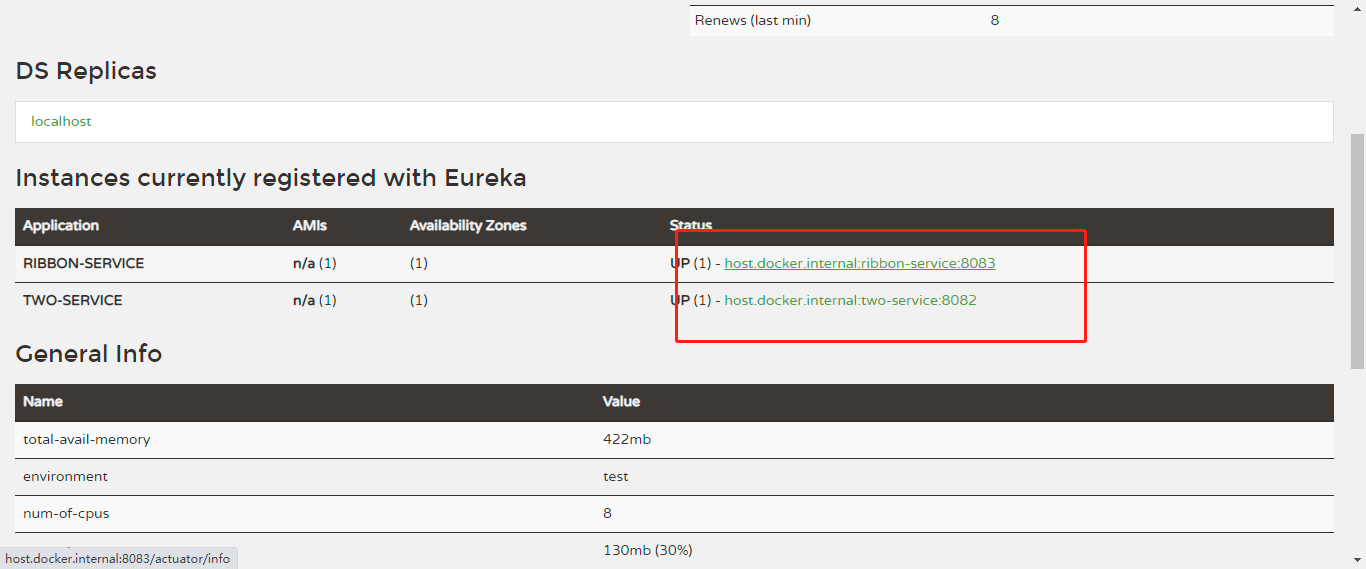 Renews (last min) 8
DS Replicas
localhost
Instances currently registered with Eureka
Application AMIs Availability Zones Status
RIBBON-SERVICE n/a (1) (1) UP (1) - host.docker.internal:ribbon-service:8083
TWO-SERVICE n/a (1) (1) UP (1) - host.docker.internal:two-service:8082
General Info
Name Value
total-avail-memory 422mb
environment test
num-of-cpus 8
130mb (30%)
host.docker.internal:8083/actuator/info